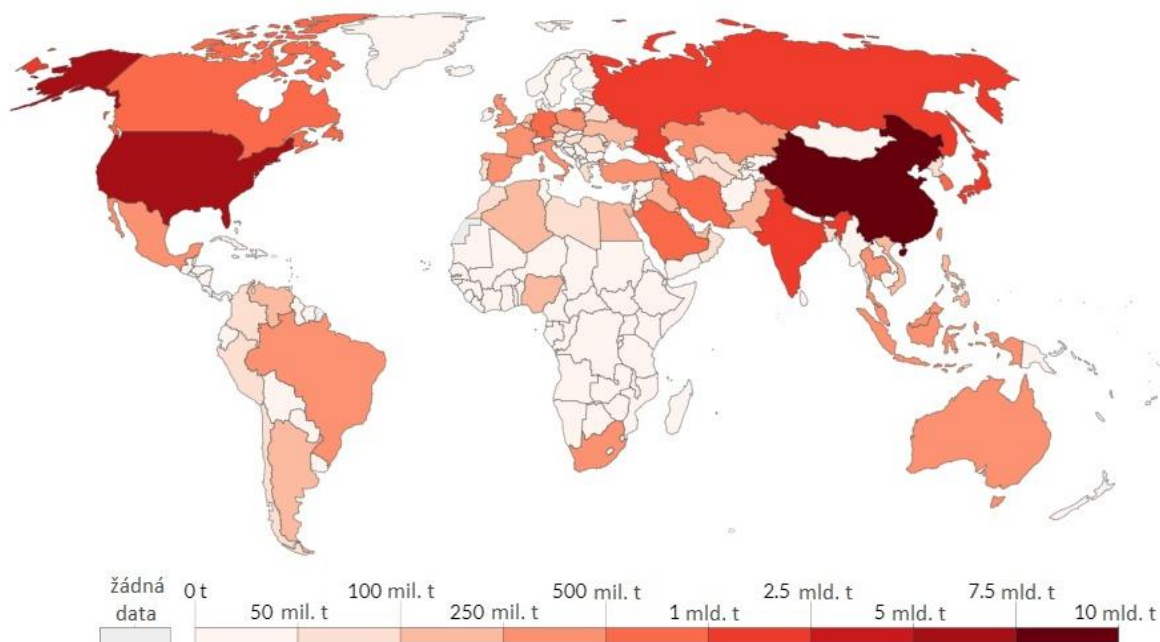 žádná
data
0 t 100 mil. t 500 mil. t 2.5 mld. t 7.5 mld. t
50 mil. t 250 mil. t 1 mld. t 5 mld. t 10 mld. t